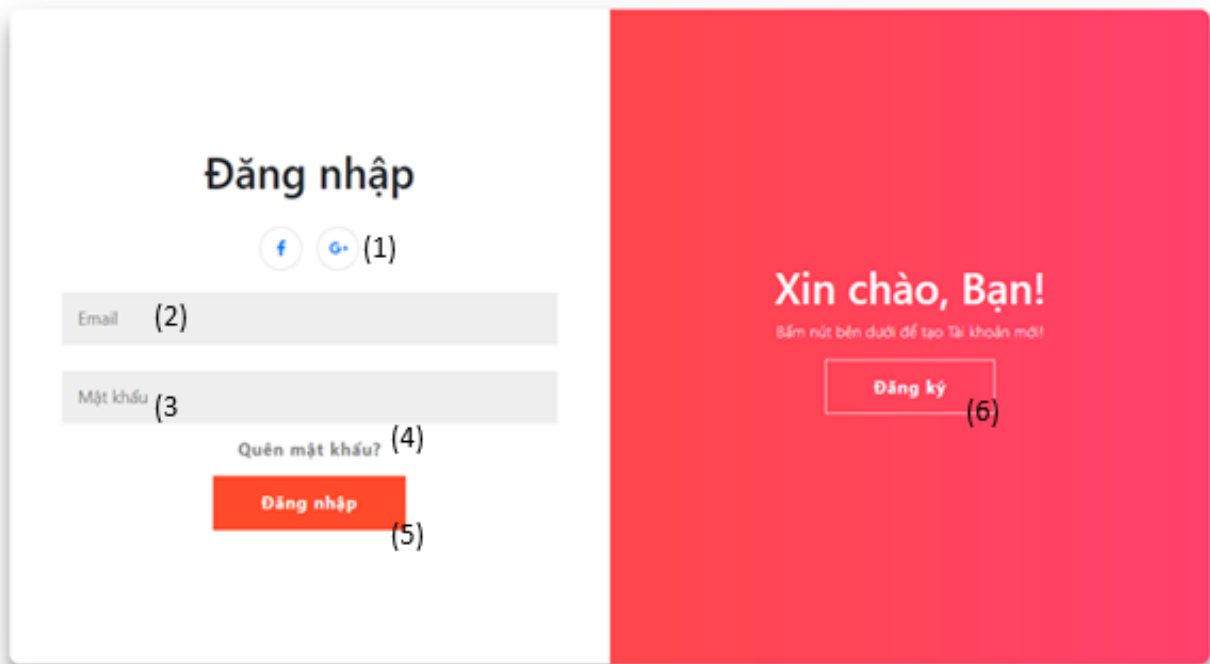 Đăng nhập
f G+ (1)
Email (2)
Mật khẩu (3
Quên mật khẩu? (4)
Đăng nhập
(5)
Xin chào, Bạn!
Bấm nút bên dưới để tạo Tài khoản mới!
Đăng ký
(6)